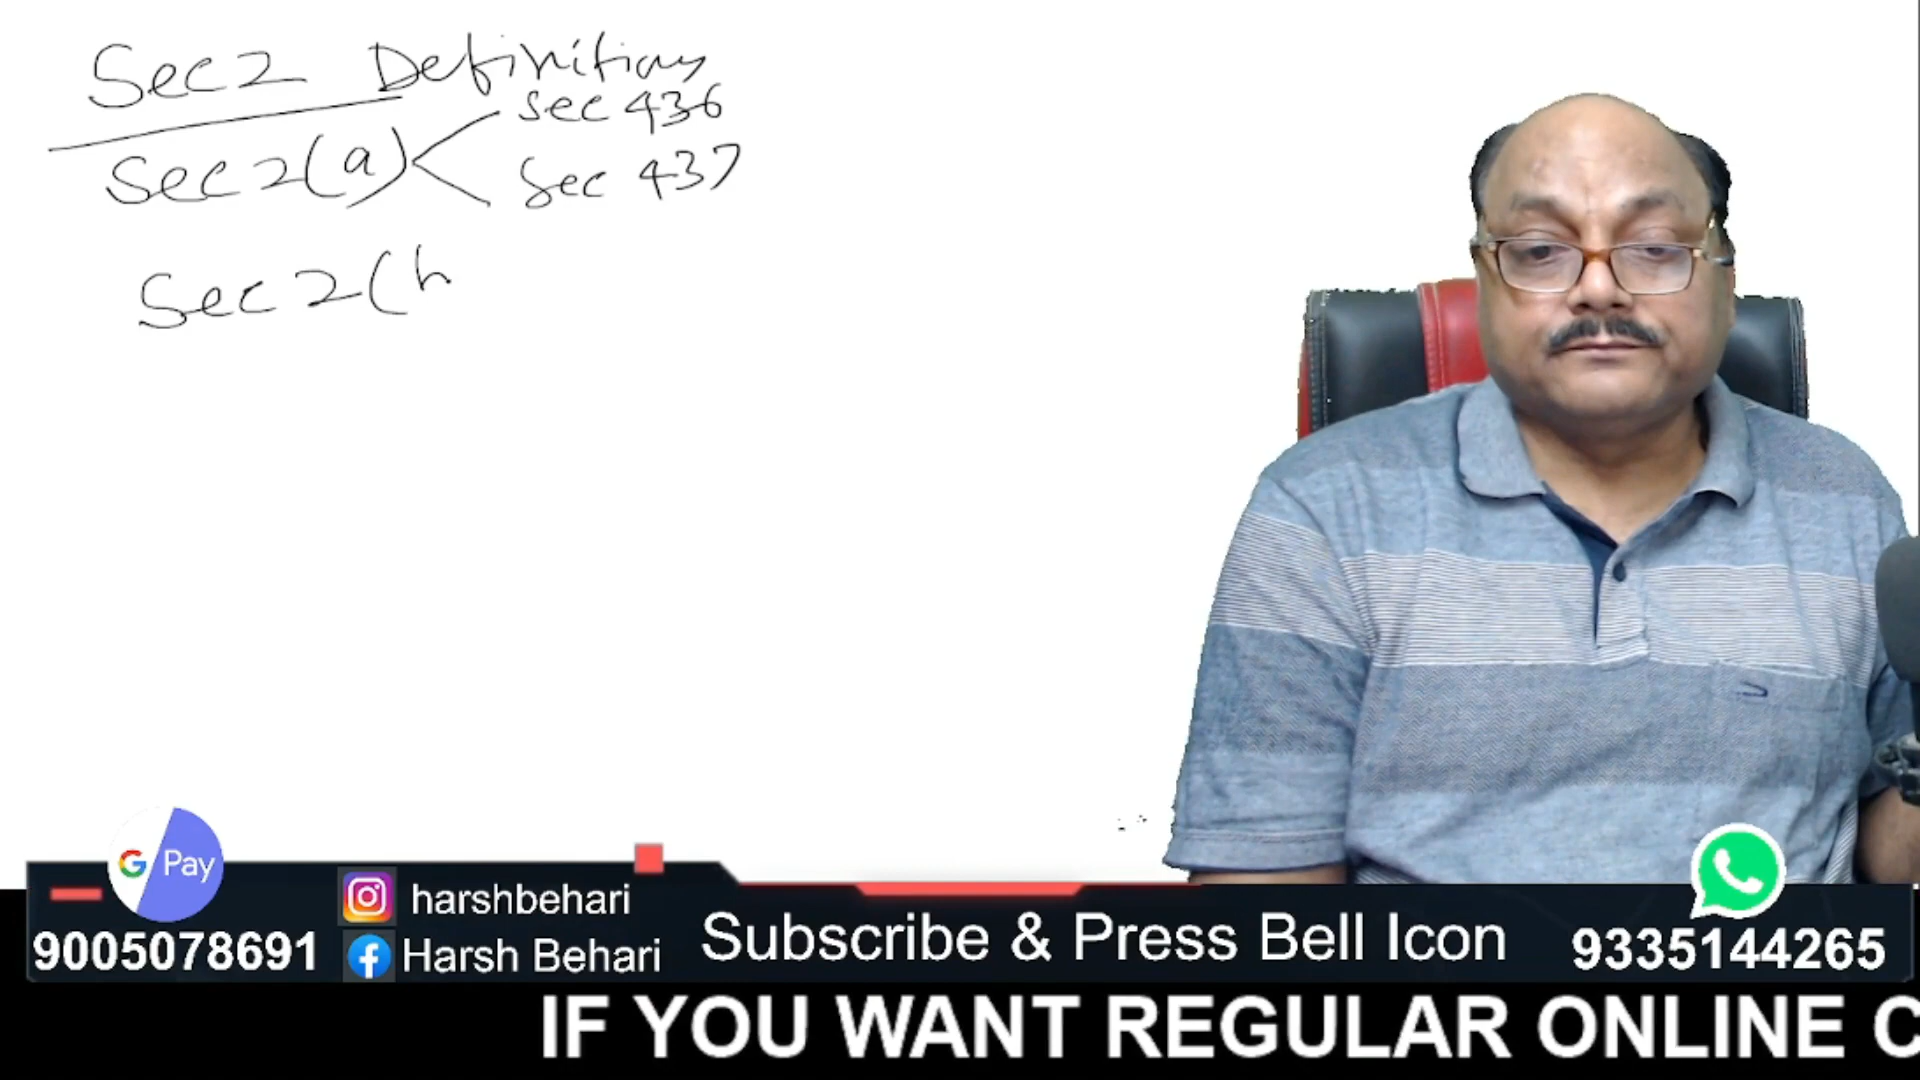 Sec 2 Definitions
Sec 2(a) < Sec 436
Sec 437
Sec 2(h
G Pay
9005078691
harshbehari
Harsh Behari
Subscribe & Press Bell Icon
9335144265
IF YOU WANT REGULAR ONLINE C